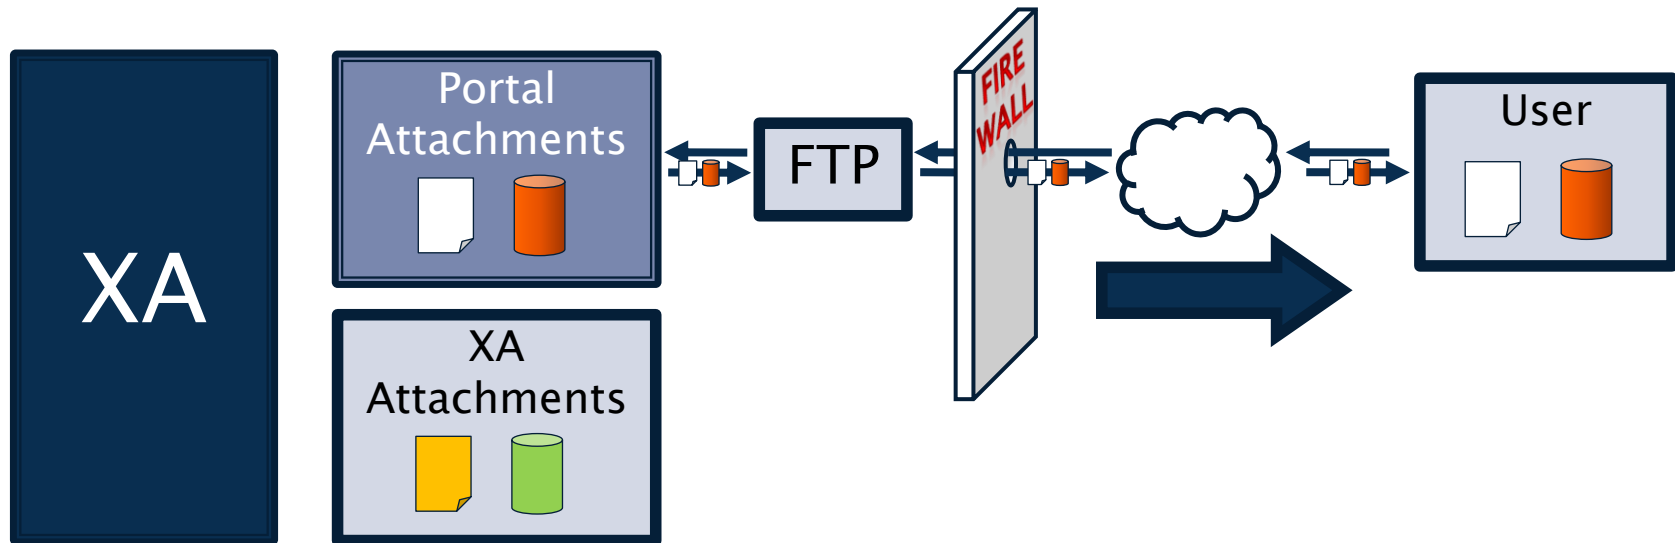 XA
Portal
Attachments
XA
Attachments
FTP
FIRE
WALL
User